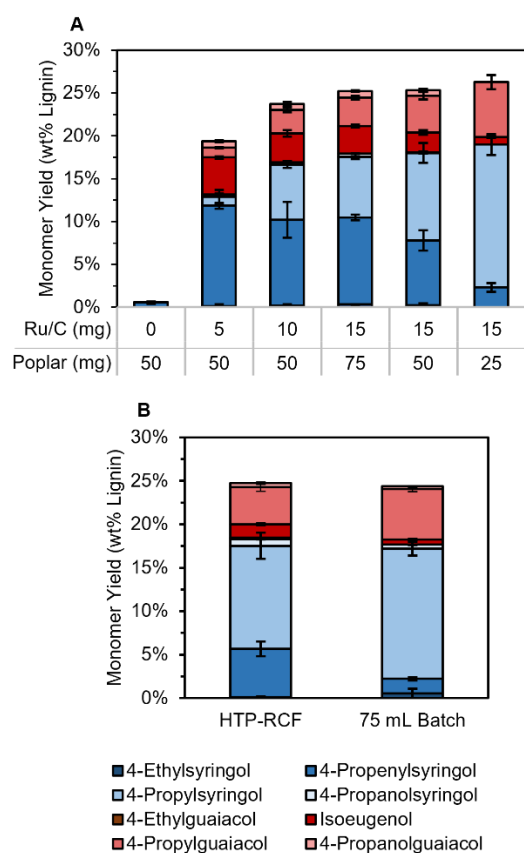 A
Monomer Yield (wt% Lignin)
30%
25%
20%
15%
10%
5%
0%
Ru/C (mg) 0 5 10 15 15 15
Poplar (mg) 50 50 50 75 50 25
B
Monomer Yield (wt% Lignin)
30%
25%
20%
15%
10%
5%
0%
HTP-RCF 75 mL Batch
4-Ethylsyringol 4-Propenylsyringol
4-Propylsyringol 4-Propanolsyringol
4-Ethylguaiacol Isoeugenol
4-Propylguaiacol 4-Propanolguaiacol